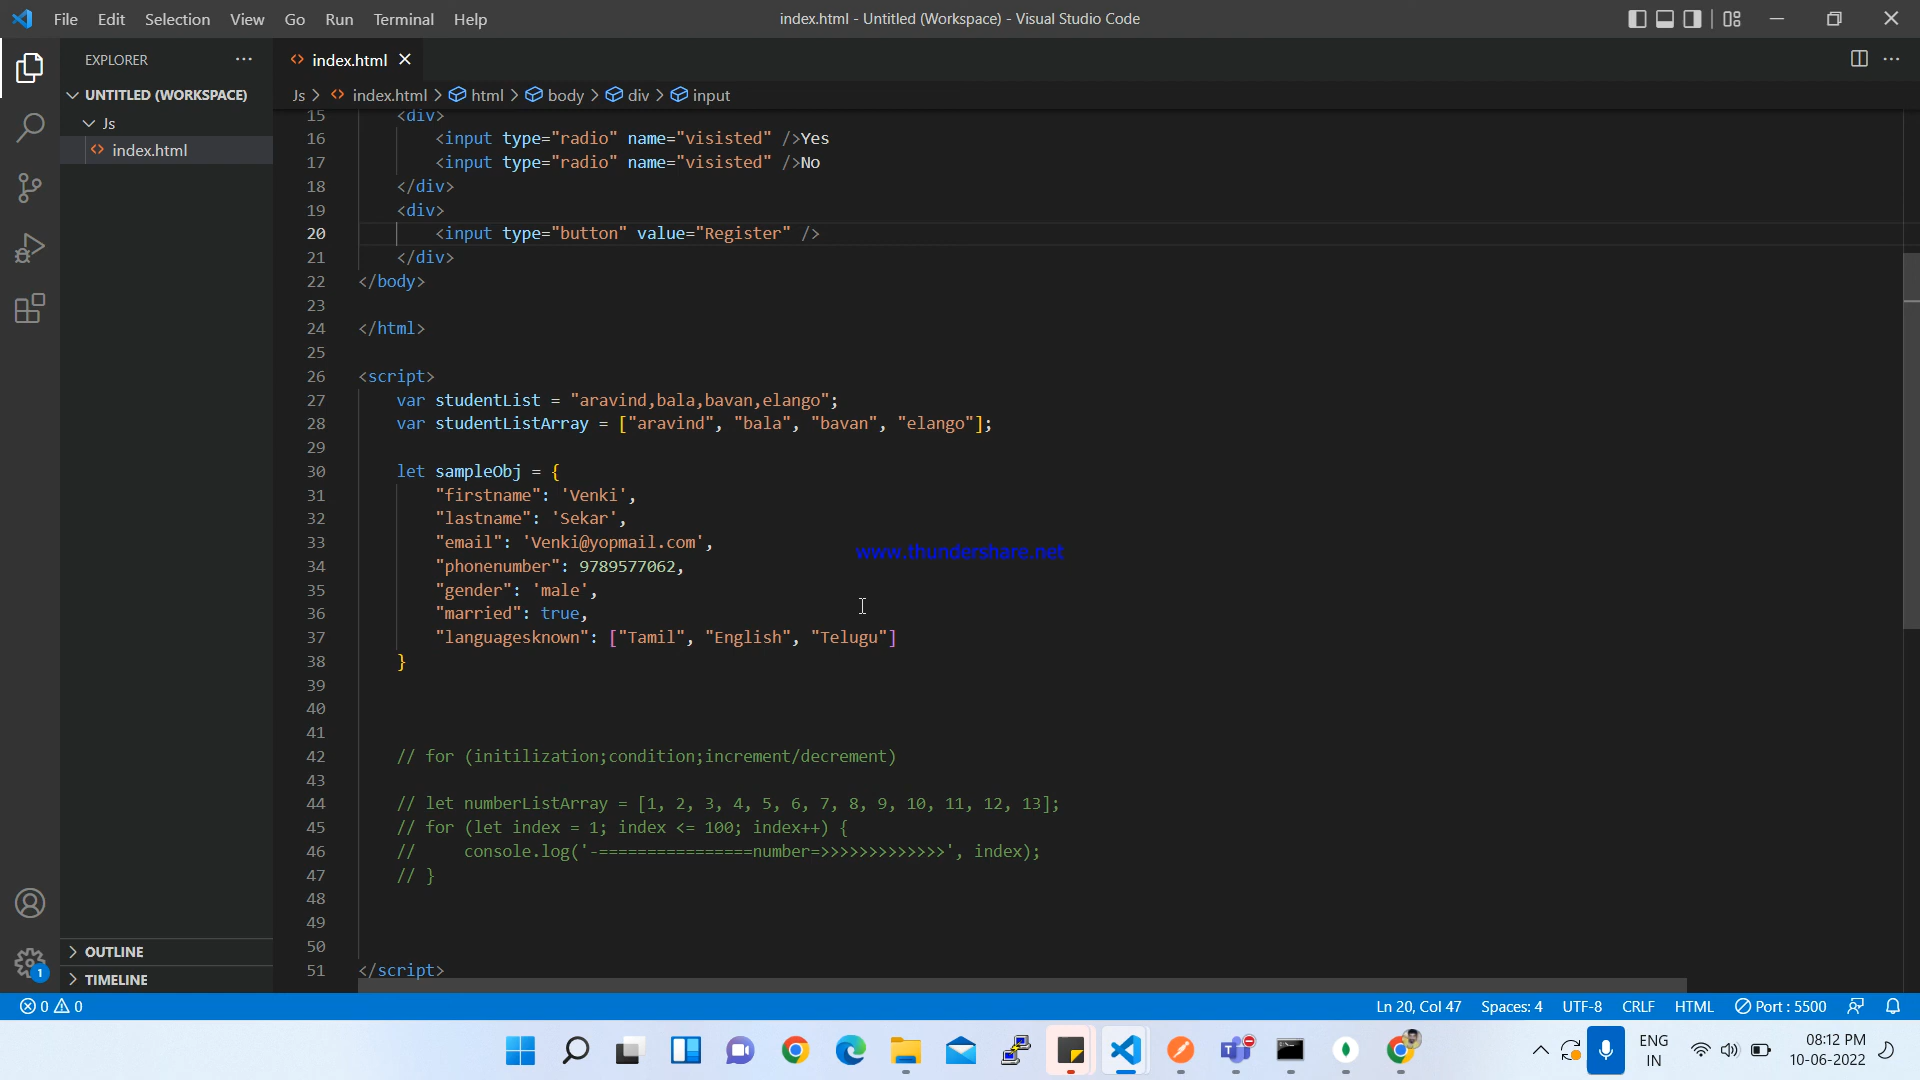 File Edit Selection View Go Run Terminal Help
index.html - Untitled (Workspace) - Visual Studio Code
EXPLORER
index.html
UNTITLED (WORKSPACE)
Js > index.html > html > body > div > input
Js
index.html
15 <div>
16 <input type="radio" name="visisted" />Yes
17 <input type="radio" name="visisted" />No
18 </div>
19 <div>
20 <input type="button" value="Register" />
21 </div>
22 </body>
23
24 </html>
25
26 <script>
27 var studentList = "aravind,bala,bavan,elango";
28 var studentListArray = ["aravind", "bala", "bavan", "elango"];
29
30 let sampleObj = {
31 "firstname": 'Venki',
32 "lastname": 'Sekar',
33 "email": 'Venki@yopmail.com',
www.thundershare.net
34 "phonenumber": 9789577062,
35 "gender": 'male',
36 "married": true,
37 "languagesknown": ["Tamil", "English", "Telugu"]
38 }
39
40
41
42 // for (initilization;condition;increment/decrement)
43
44 // let numberListArray = [1, 2, 3, 4, 5, 6, 7, 8, 9, 10, 11, 12, 13];
45 // for (let index = 1; index <= 100; index++) {
46 // console.log('-================number=>>>>>>>>>>>>>', index);
47 // }
48
49
50
51 </script>
OUTLINE
TIMELINE
1
0 0
Ln 20, Col 47 Spaces: 4 UTF-8 CRLF HTML Port : 5500
ENG
IN
08:12 PM
10-06-2022